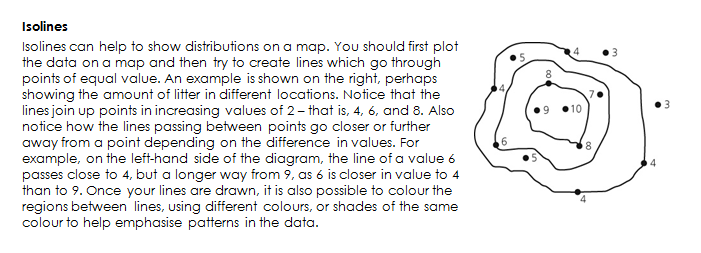 Isolines
Isolines can help to show distributions on a map. You should first plot
the data on a map and then try to create lines which go through
points of equal value. An example is shown on the right, perhaps
showing the amount of litter in different locations. Notice that the
lines join up points in increasing values of 2 – that is, 4, 6, and 8. Also
notice how the lines passing between points go closer or further
away from a point depending on the difference in values. For
example, on the left-hand side of the diagram, the line of a value 6
passes close to 4, but a longer way from 9, as 6 is closer in value to 4
than to 9. Once your lines are drawn, it is also possible to colour the
regions between lines, using different colours, or shades of the same
colour to help emphasise patterns in the data.
5
4
3
8
4
7
9
10
3
6
8
5
4
4